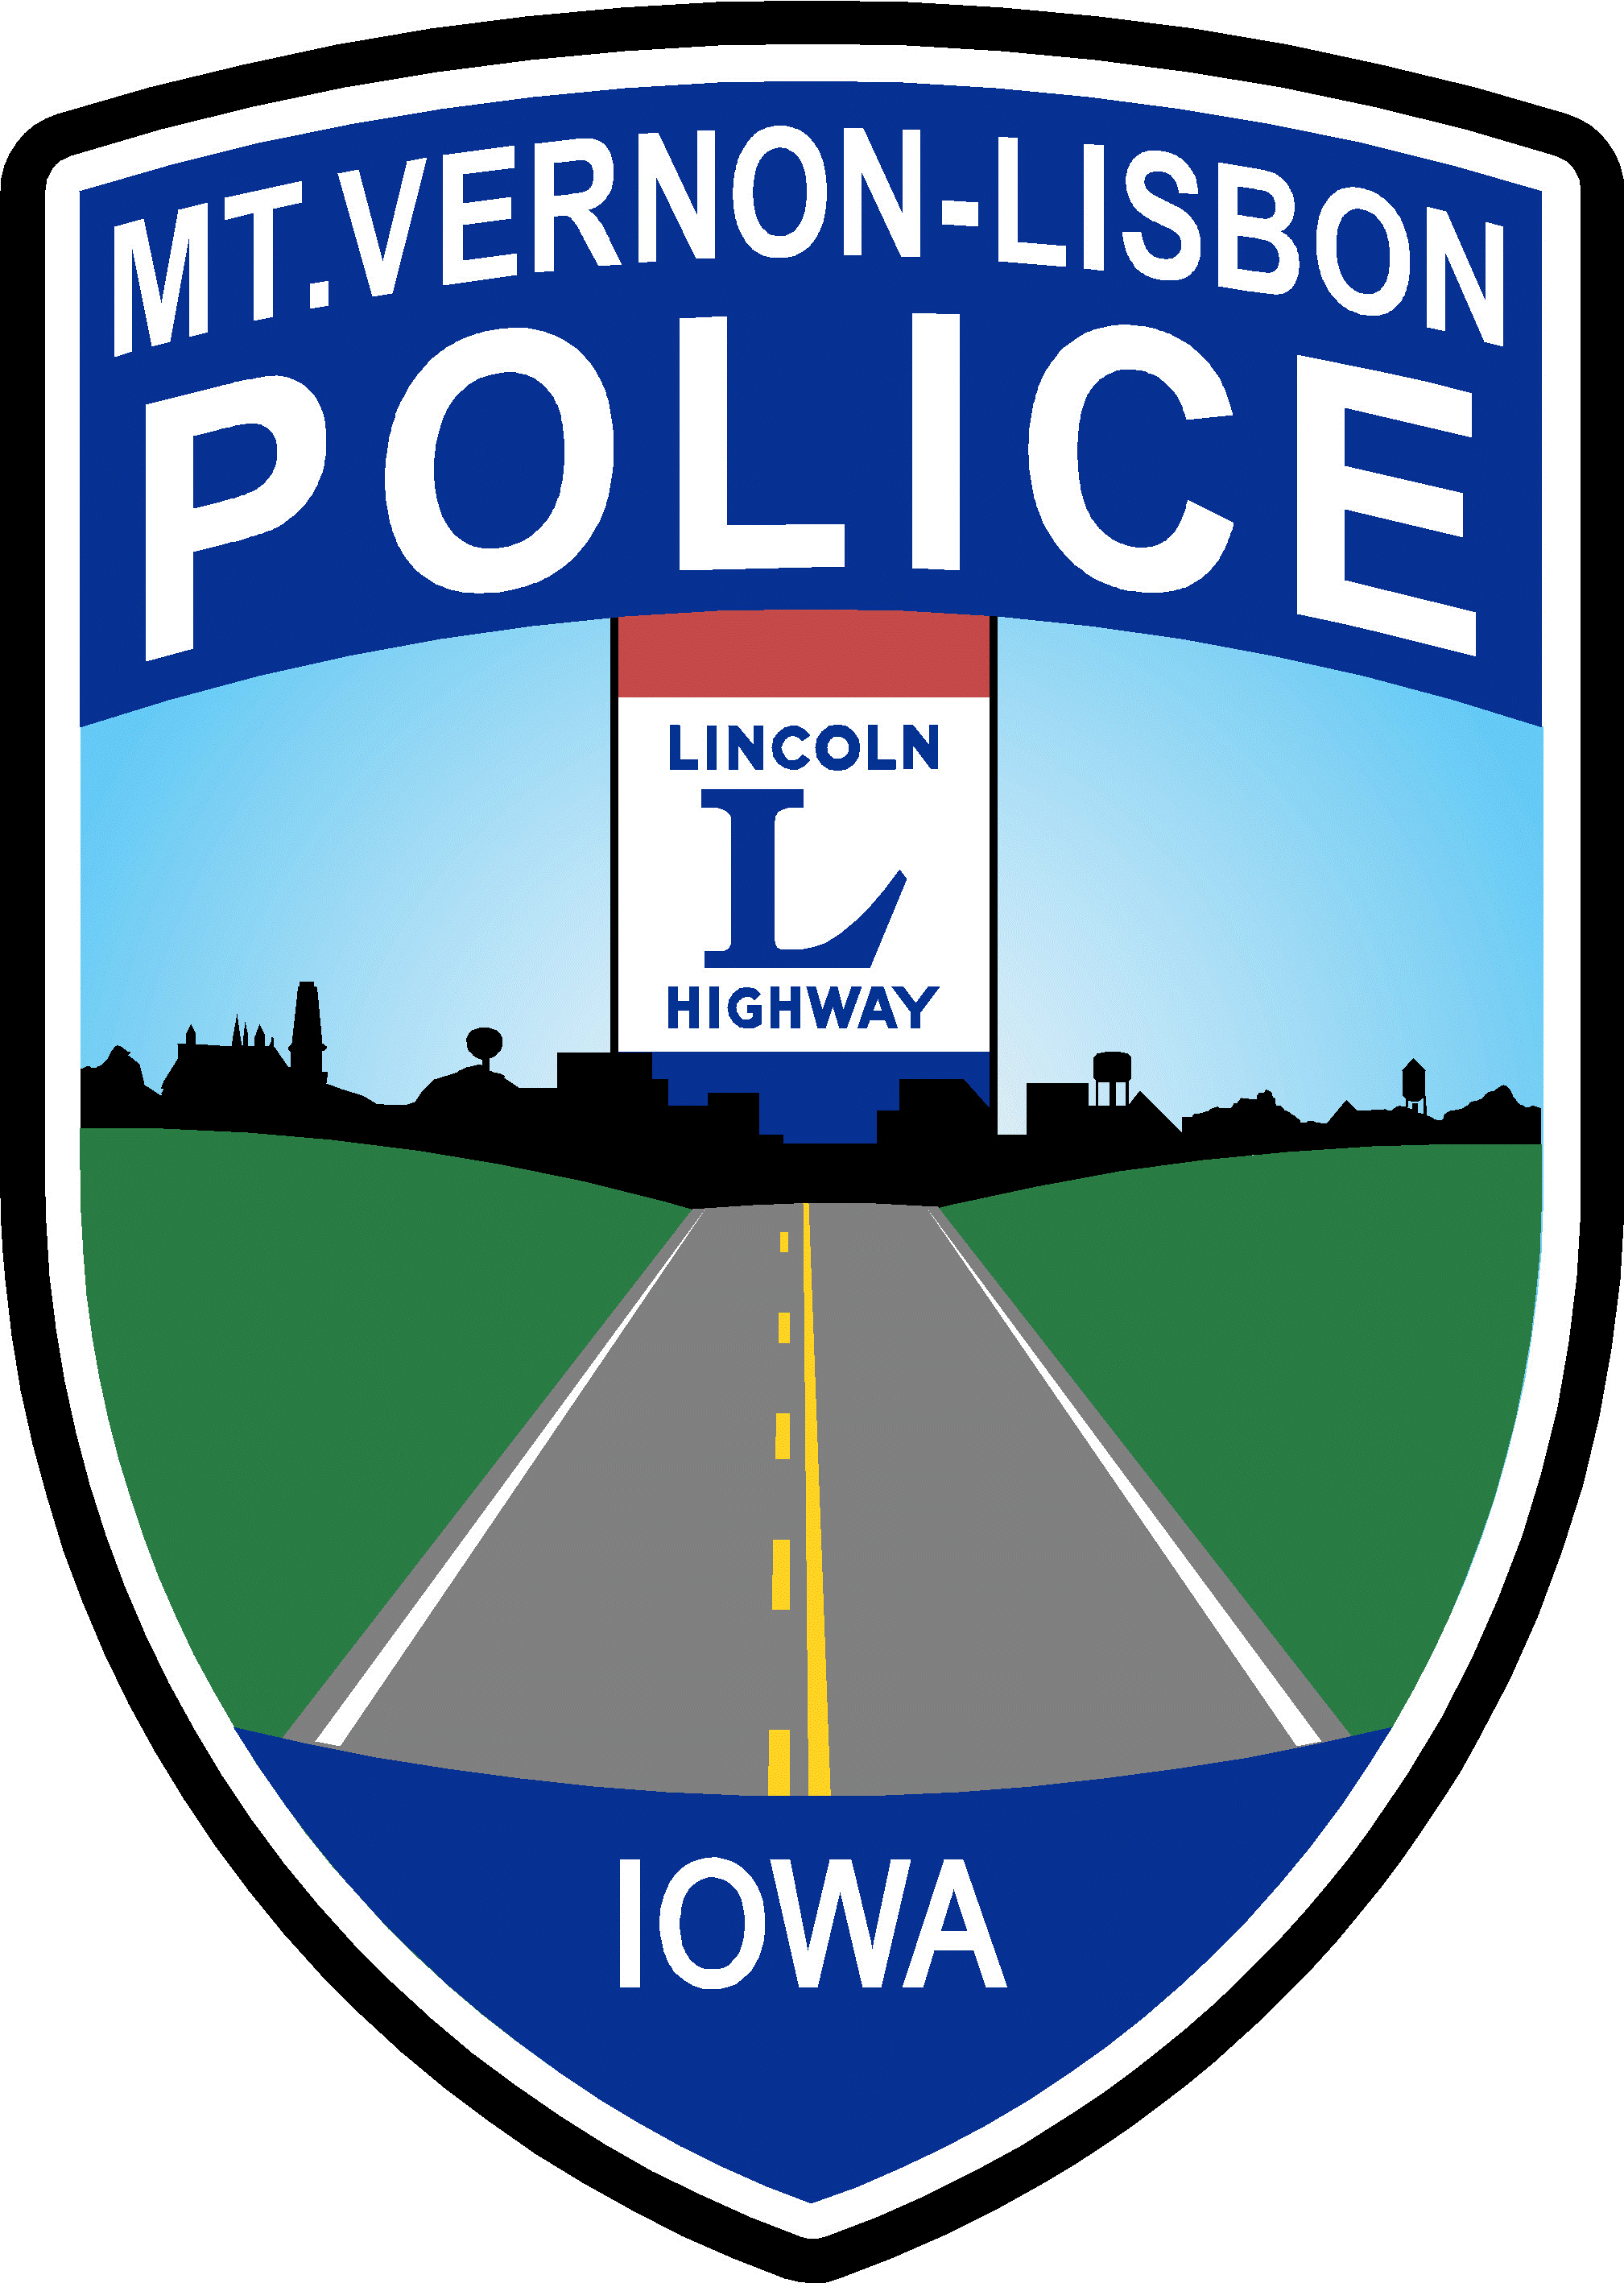 MT.VERNON-LISBON
POLICE
LINCOLN
L
HIGHWAY
IOWA